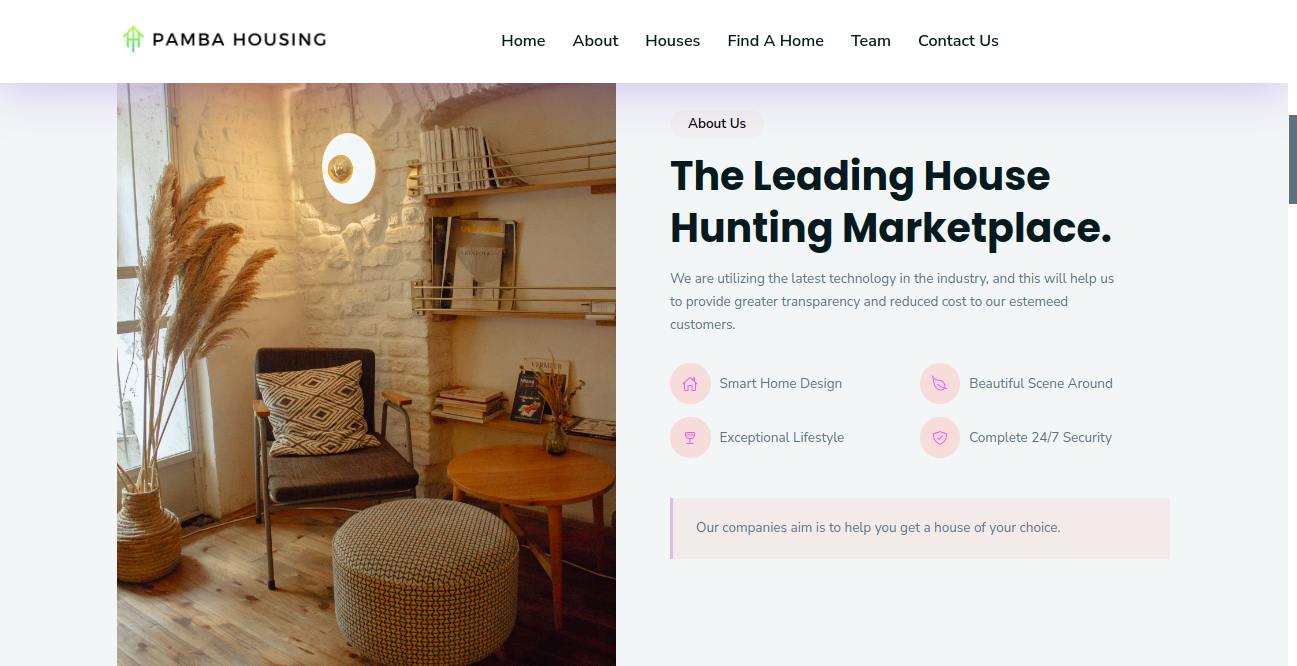 PAMBA HOUSING
Home About Houses Find A Home Team Contact Us
About Us
The Leading House
Hunting Marketplace.
We are utilizing the latest technology in the industry, and this will help us
to provide greater transparency and reduced cost to our estemeed
customers.
Smart Home Design
Beautiful Scene Around
Exceptional Lifestyle
Complete 24/7 Security
Our companies aim is to help you get a house of your choice.